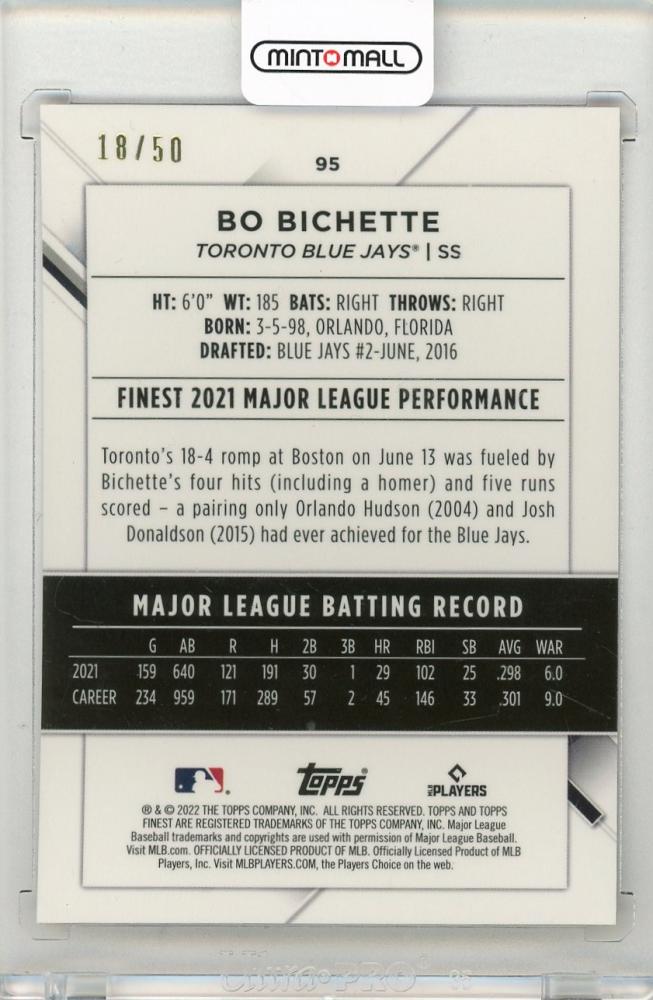 MINTMALL
18/50
95
BO BICHETTE
TORONTO BLUE JAYS® | SS
HT: 6'0" WT: 185 BATS: RIGHT THROWS: RIGHT
BORN: 3-5-98, ORLANDO, FLORIDA
DRAFTED: BLUE JAYS #2-JUNE, 2016
FINEST 2021 MAJOR LEAGUE PERFORMANCE
Toronto's 18-4 romp at Boston on June 13 was fueled by
Bichette's four hits (including a homer) and five runs
scored – a pairing only Orlando Hudson (2004) and Josh
Donaldson (2015) had ever achieved for the Blue Jays.
MAJOR LEAGUE BATTING RECORD
G AB R H 2B 3B HR RBI SB AVG WAR
2021 159 640 121 191 30 1 29 102 25 .298 6.0
CAREER 234 959 171 289 57 2 45 146 33 .301 9.0
topps
MLB PLAYERS
® & © 2022 THE TOPPS COMPANY, INC. ALL RIGHTS RESERVED. TOPPS AND TOPPS
FINEST ARE REGISTERED TRADEMARKS OF THE TOPPS COMPANY, INC. Major League
Baseball trademarks and copyrights are used with permission of Major League Baseball.
Visit MLB.com. OFFICIALLY LICENSED PRODUCT OF MLB. Officially Licensed Product of MLB
Players, Inc. Visit MLBPLAYERS.COM, the Players Choice on the web.